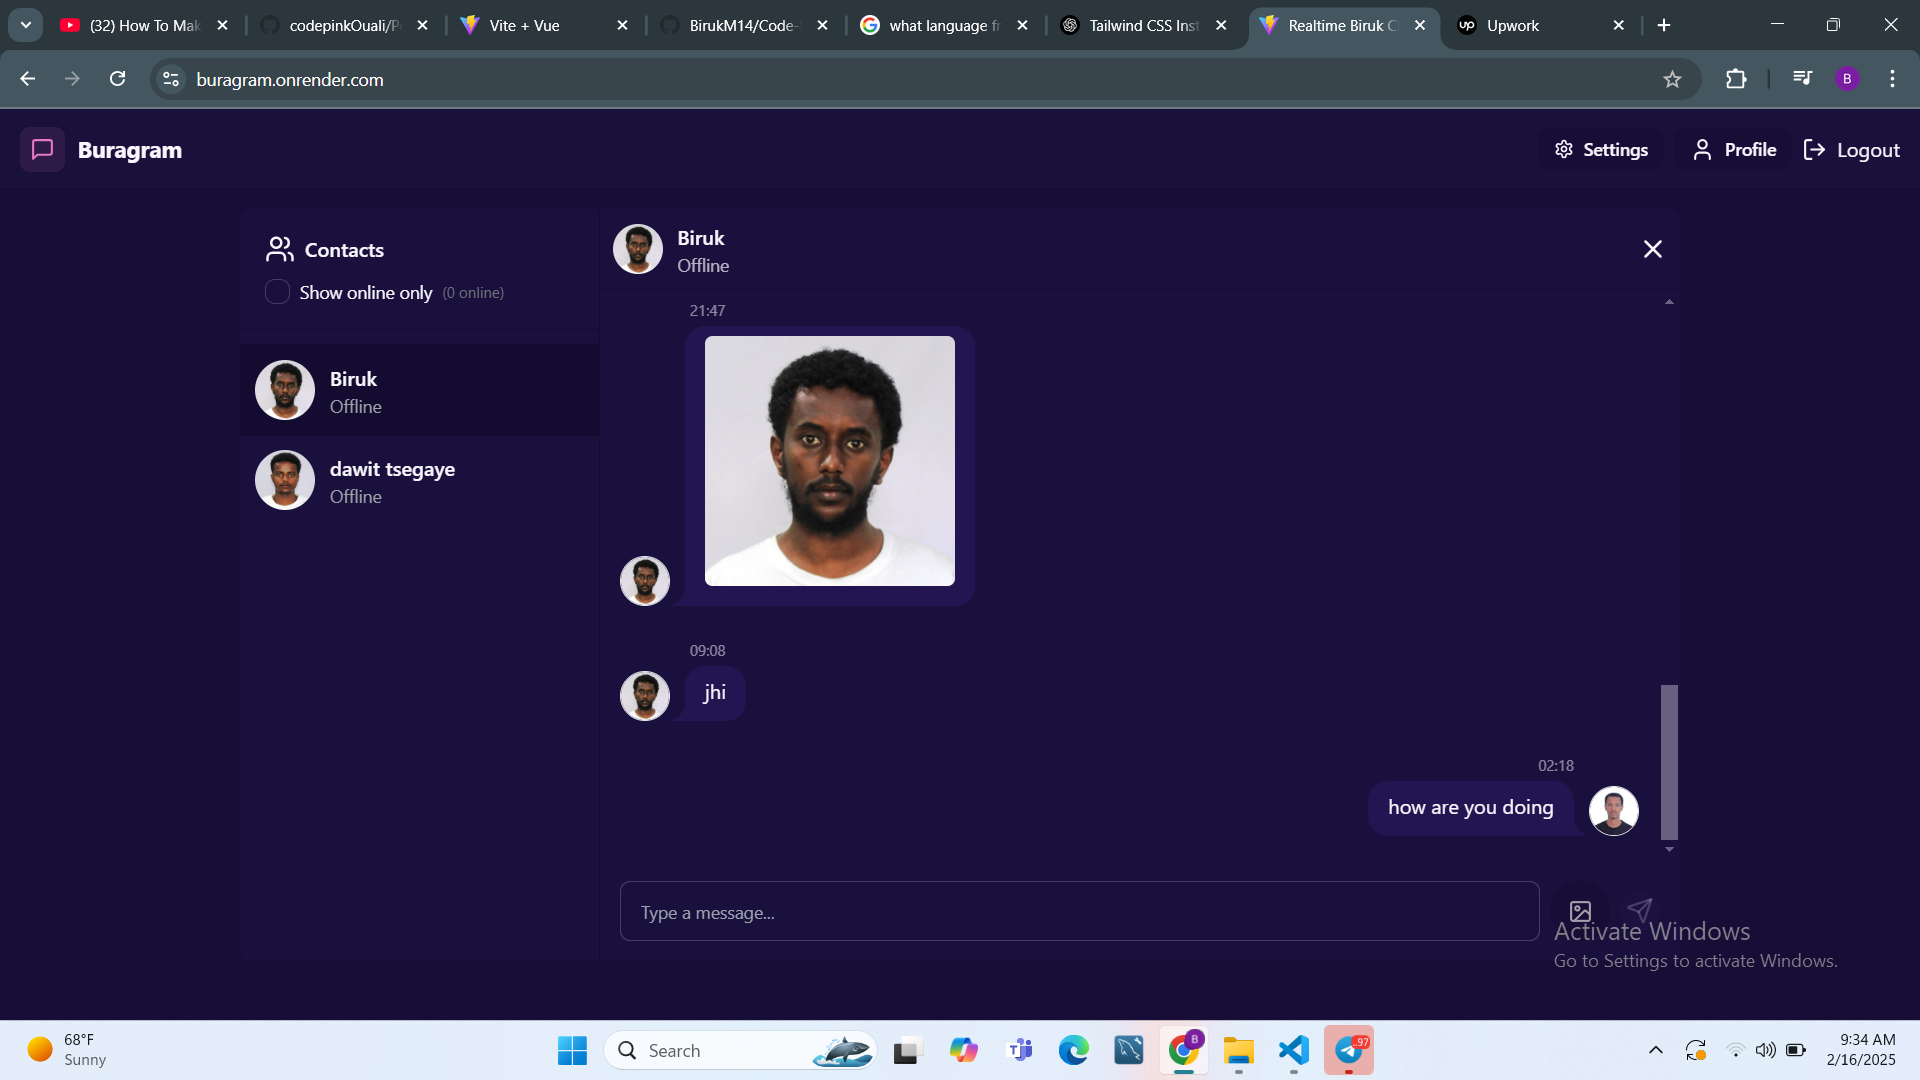 (32) How To Mak
codepinkOuali/P
Vite + Vue
BirukM14/Code-
what language fr
Tailwind CSS Inst
Realtime Biruk C
up
Upwork
buragram.onrender.com
B
Buragram
Settings
Profile
Logout
Contacts
Show online only (0 online)
Biruk
Offline
dawit tsegaye
Offline
Biruk
Offline
21:47
09:08
jhi
02:18
how are you doing
Type a message...
Activate Windows
Go to Settings to activate Windows.
68°F
Sunny
Search
B
97
9:34 AM
2/16/2025